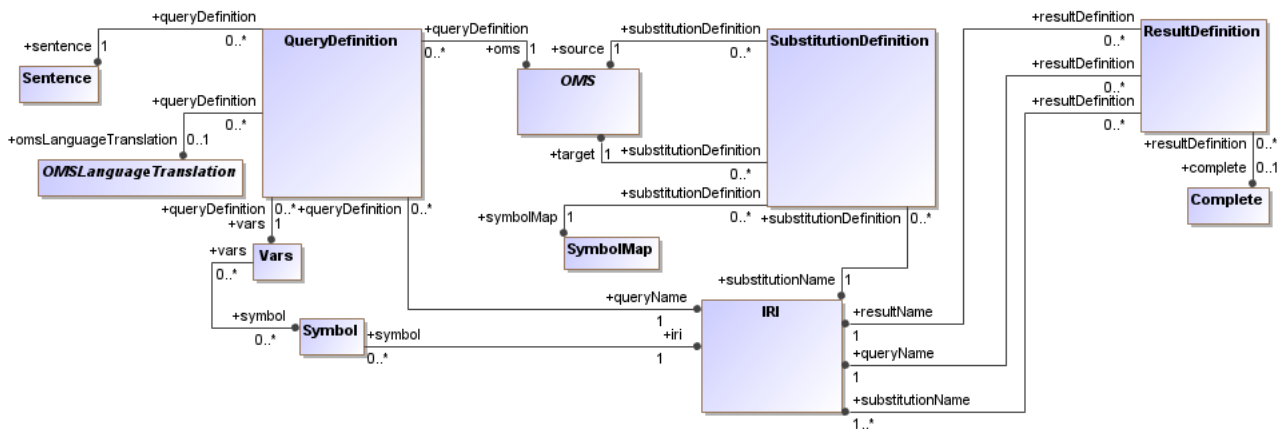 +queryDefinition
+sentence 1
0..*
Sentence
+queryDefinition
0..*
+omsLanguageTranslation 0..1
OMSLanguageTranslation
QueryDefinition
+queryDefinition
0..*
+oms 1
+source 1
+substitutionDefinition
0..*
OMS
+target 1
+substitutionDefinition
0..*
SubstitutionDefinition
+substitutionDefinition
0..*
+symbolMap 1
SymbolMap
+substitutionDefinition 0..*
+resultDefinition
0..*
+resultDefinition
0..*
+resultDefinition
0..*
ResultDefinition
+resultDefinition 0..*
+complete 0..1
Complete
+queryDefinition 0..*
+vars 1
+queryDefinition 0..*
+vars
0..*
Vars
+symbol
0..*
Symbol
+symbol
0..*
+queryName
1
+iri
1
+substitutionName
1
IRI
+resultName
1
+queryName
1
+substitutionName
1..*